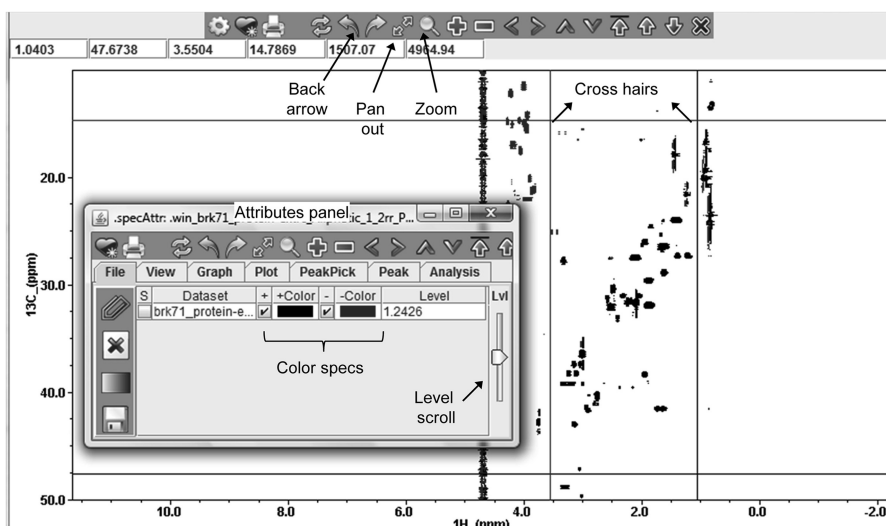 1.0403 47.6738 3.5504 14.7869 1507.07 4964.94
Back
arrow
Pan
out
Zoom
Cross hairs
20.0
30.0
40.0
50.0
13C_(ppm)
.specAttr: .win_brk71_
Attributes panel
tic_1_2rr_P...
File View Graph Plot PeakPick Peak Analysis
S Dataset + +Color - -Color Level Lvl
brk71_protein-e... 1.2426
Color specs
Level
scroll
10.0 8.0 6.0 4.0 2.0 0.0 -2.0
1H_(ppm)